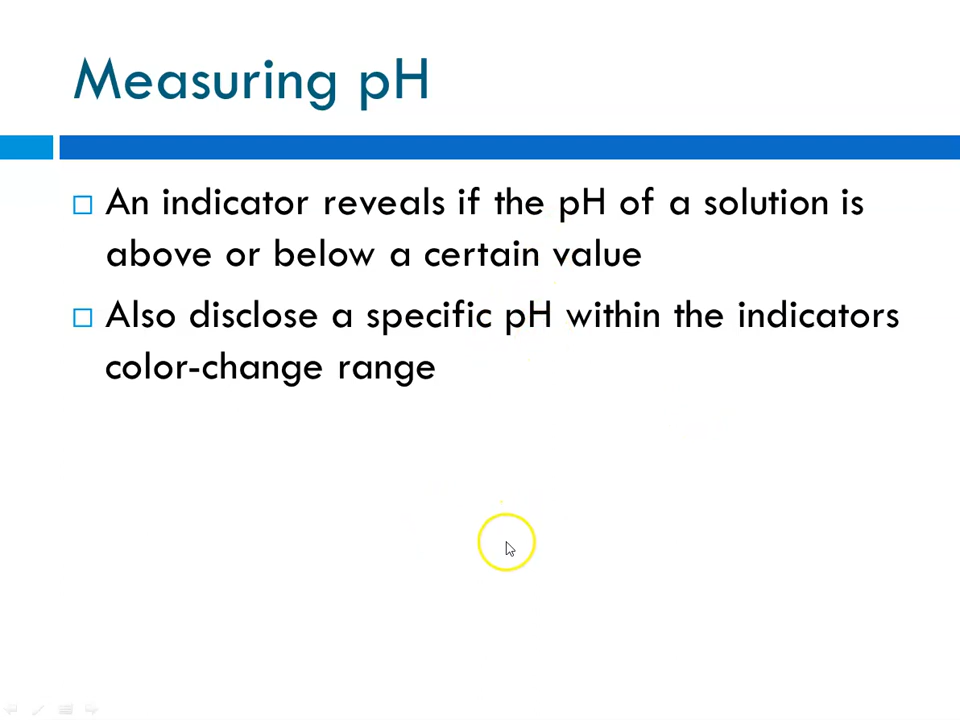 Measuring pH
An indicator reveals if the pH of a solution is
above or below a certain value
Also disclose a specific pH within the indicators
color-change range